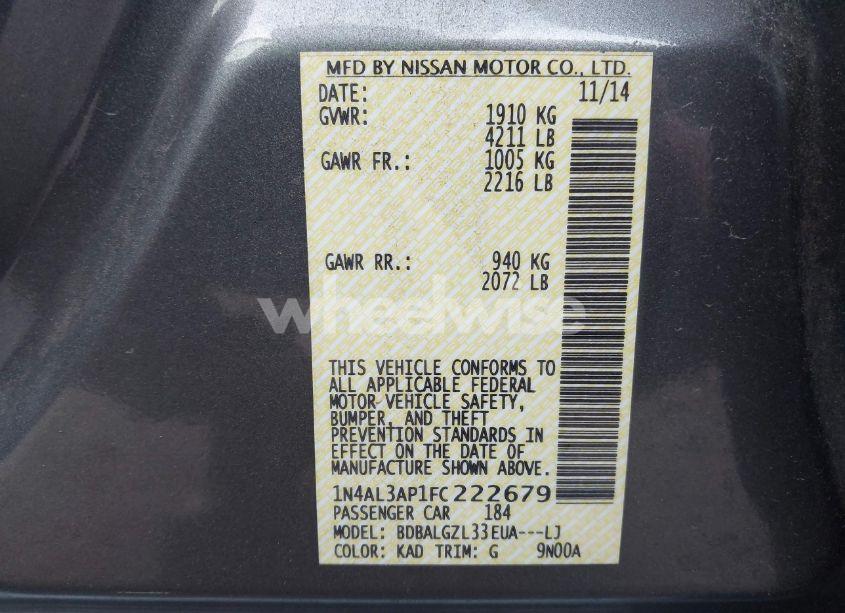 MFD BY NISSAN MOTOR CO., LTD.
DATE: 11/14
GVWR: 1910 KG
4211 LB
GAWR FR.: 1005 KG
2216 LB
GAWR RR.: 940 KG
2072 LB
wheelwise
THIS VEHICLE CONFORMS TO
ALL APPLICABLE FEDERAL
MOTOR VEHICLE SAFETY,
BUMPER, AND THEFT
PREVENTION STANDARDS IN
EFFECT ON THE DATE OF
MANUFACTURE SHOWN ABOVE.
1N4AL3AP1FC222679
PASSENGER CAR 184
MODEL: BDBALGZL33EUA---LJ
COLOR: KAD TRIM: G 9N00A